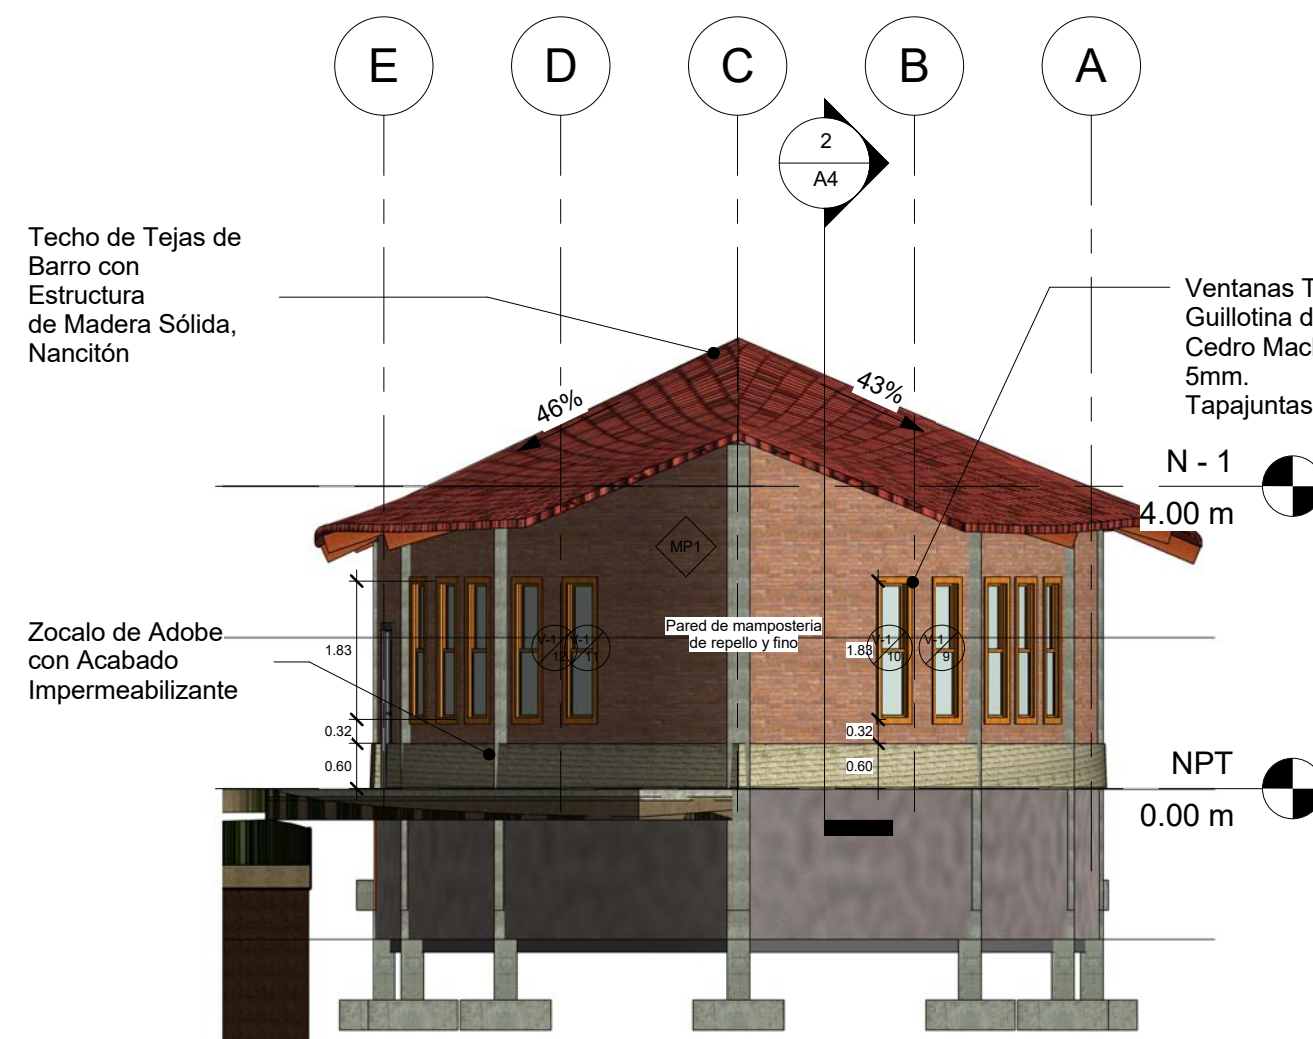 E
D
C
B
A
2
A4
Techo de Tejas de
Barro con
Estructura
de Madera Sólida,
Nancitón
Ventanas T
Guillotina d
Cedro Mac
5mm.
Tapajuntas
46%
43%
N - 1
4.00 m
MP1
Pared de mamposteria
de repello y fino
Zocalo de Adobe
con Acabado
Impermeabilizante
1.83
0.32
0.60
V-1
12
V-1
11
1.83
0.32
0.60
V-1
10
V-1
9
NPT
0.00 m